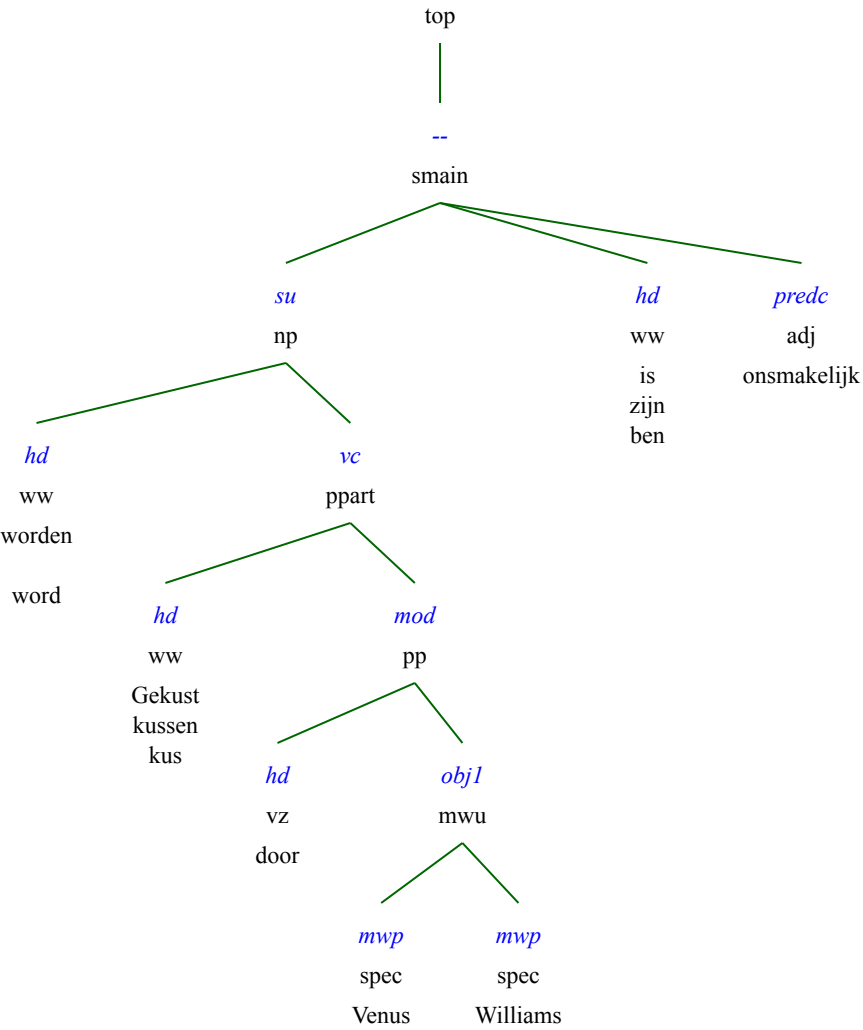 top
--
smain
su hd predc
np ww adj
is onsmakelijk
zijn
ben
hd vc
ww ppart
worden
word
hd mod
ww pp
Gekust
kussen
kus
hd obj1
vz mwu
door
mwp mwp
spec spec
Venus Williams